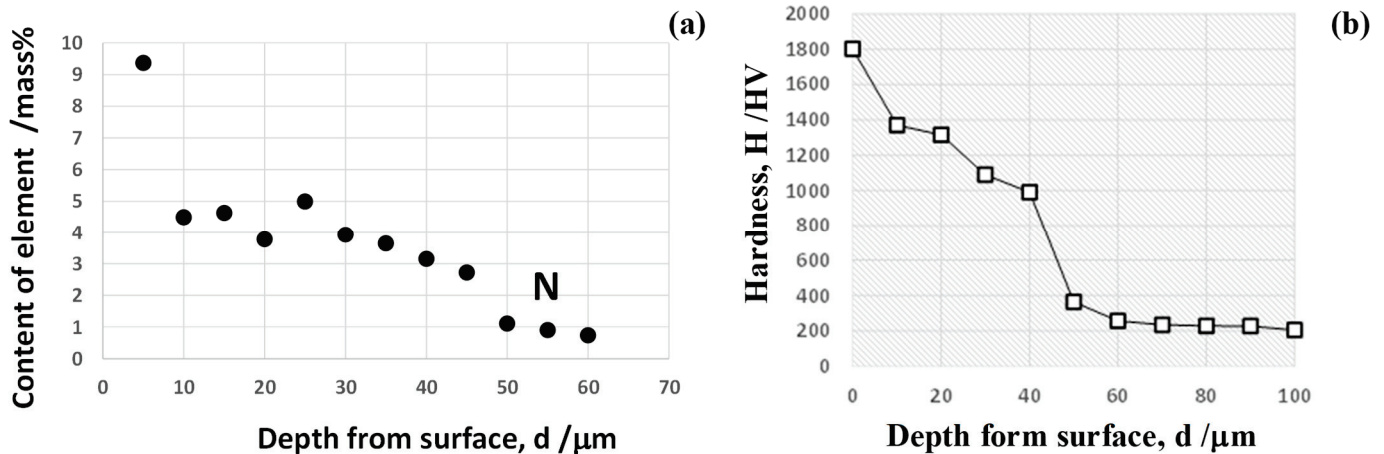 (a)
Content of element /mass%
10
9
8
7
6
5
4
3
2
1
0
N
0 10 20 30 40 50 60 70
Depth from surface, d /μm
(b)
Hardness, H /HV
2000
1800
1600
1400
1200
1000
800
600
400
200
0
0 20 40 60 80 100
Depth form surface, d /μm